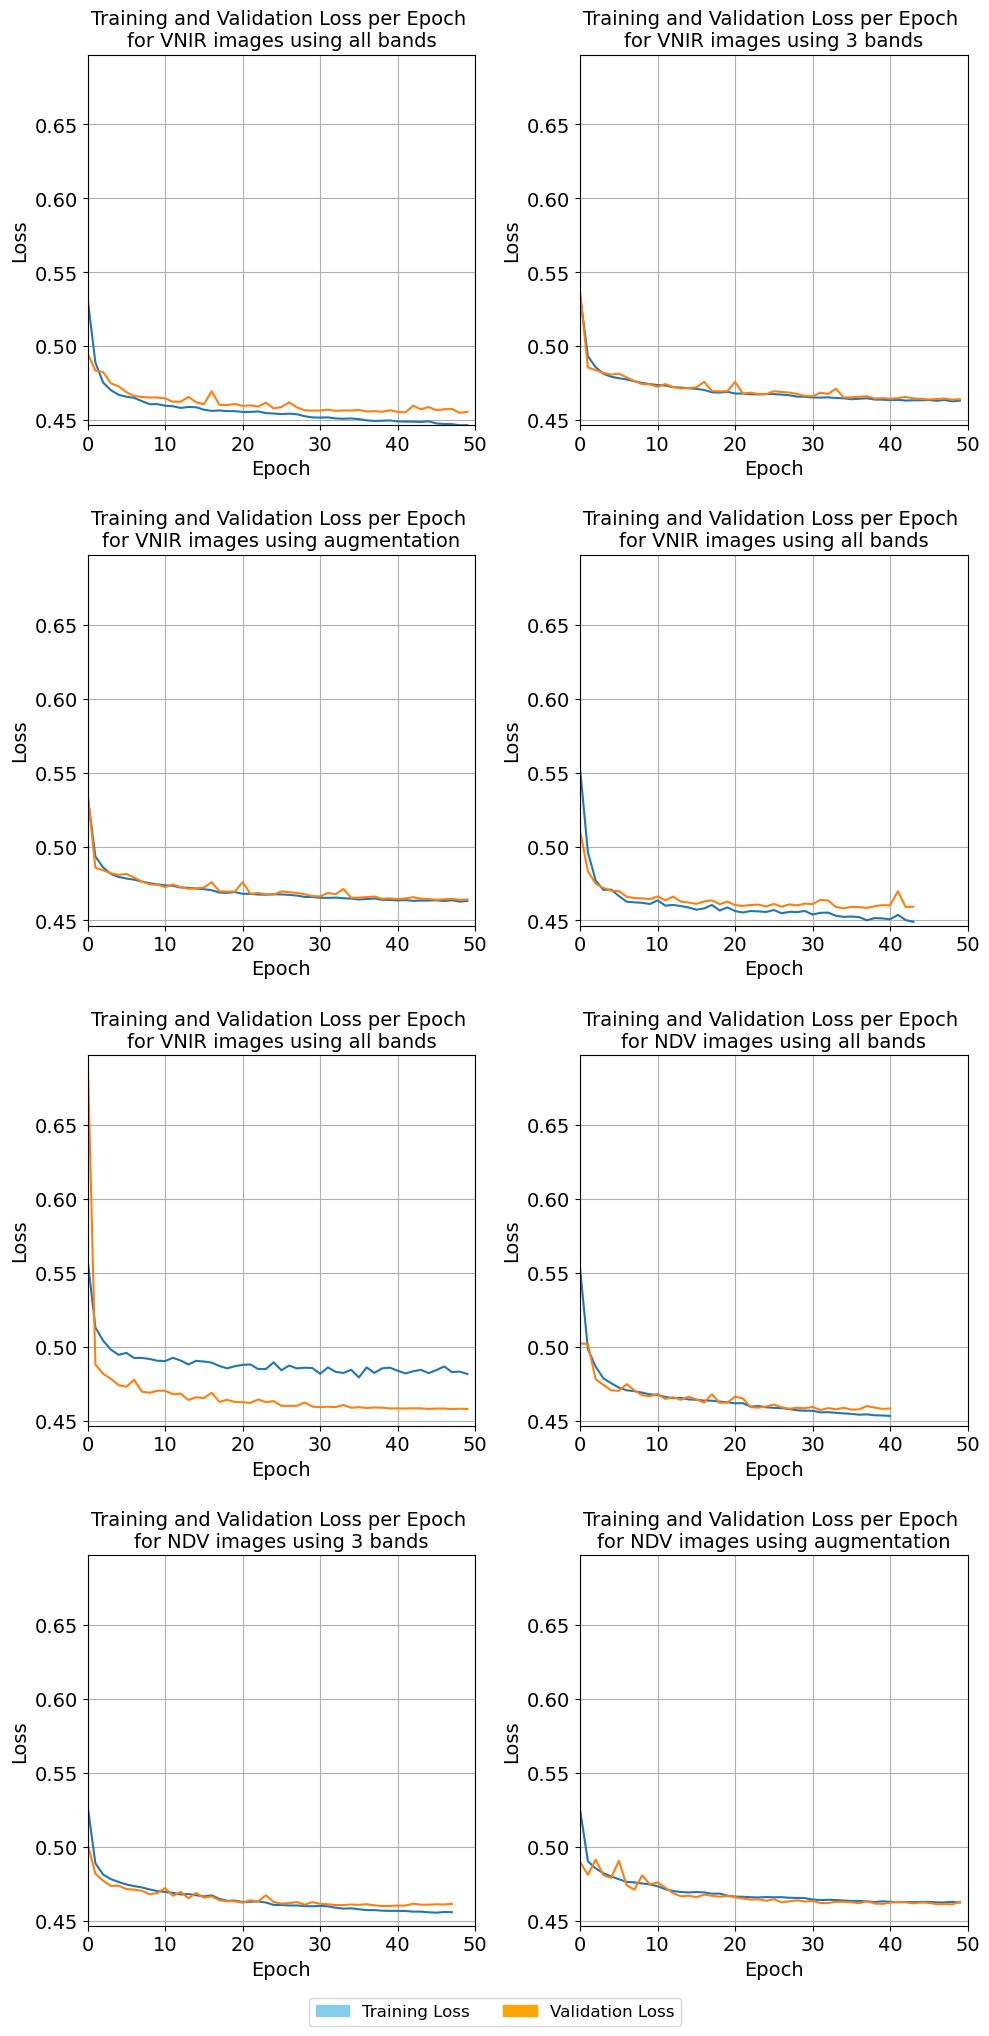 Training and Validation Loss per Epoch
for VNIR images using all bands
Loss
0.65
0.60
0.55
0.50
0.45
0 10 20 30 40 50
Epoch
Training and Validation Loss per Epoch
for VNIR images using 3 bands
Loss
0.65
0.60
0.55
0.50
0.45
0 10 20 30 40 50
Epoch
Training and Validation Loss per Epoch
for VNIR images using augmentation
Loss
0.65
0.60
0.55
0.50
0.45
0 10 20 30 40 50
Epoch
Training and Validation Loss per Epoch
for VNIR images using all bands
Loss
0.65
0.60
0.55
0.50
0.45
0 10 20 30 40 50
Epoch
Training and Validation Loss per Epoch
for VNIR images using all bands
Loss
0.65
0.60
0.55
0.50
0.45
0 10 20 30 40 50
Epoch
Training and Validation Loss per Epoch
for NDV images using all bands
Loss
0.65
0.60
0.55
0.50
0.45
0 10 20 30 40 50
Epoch
Training and Validation Loss per Epoch
for NDV images using 3 bands
Loss
0.65
0.60
0.55
0.50
0.45
0 10 20 30 40 50
Epoch
Training and Validation Loss per Epoch
for NDV images using augmentation
Loss
0.65
0.60
0.55
0.50
0.45
0 10 20 30 40 50
Epoch
Training Loss Validation Loss